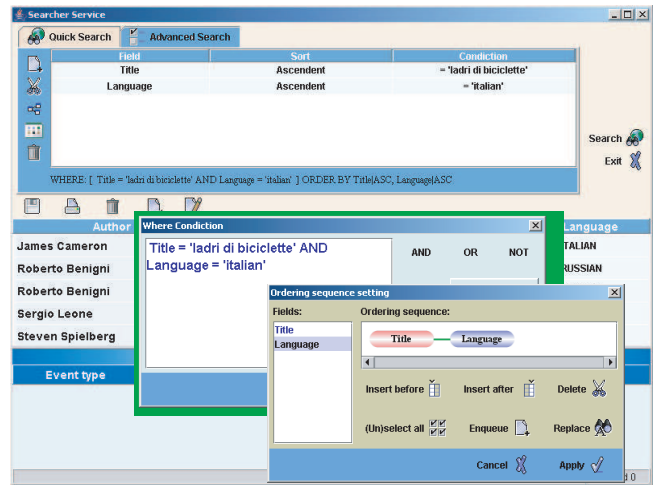 Searcher Service
Quick Search Advanced Search
Field Sort Condiction
Title Ascendent = 'ladri di biciclette'
Language Ascendent = 'italian'
Search
Exit
WHERE: [ Title = 'ladri di biciclette' AND Language = 'italian' ] ORDER BY Title|ASC, Language|ASC
Author Language
James Cameron
Roberto Benigni RUSSIAN
Roberto Benigni
Sergio Leone
Steven Spielberg
Event type
Where Condiction
Title = 'ladri di biciclette' AND
Language = 'italian'
AND OR NOT
Ordering sequence setting
Fields: Ordering sequence:
Title
Language
Title Language
Insert before Insert after Delete
(Un)select all Enqueue Replace
Cancel Apply